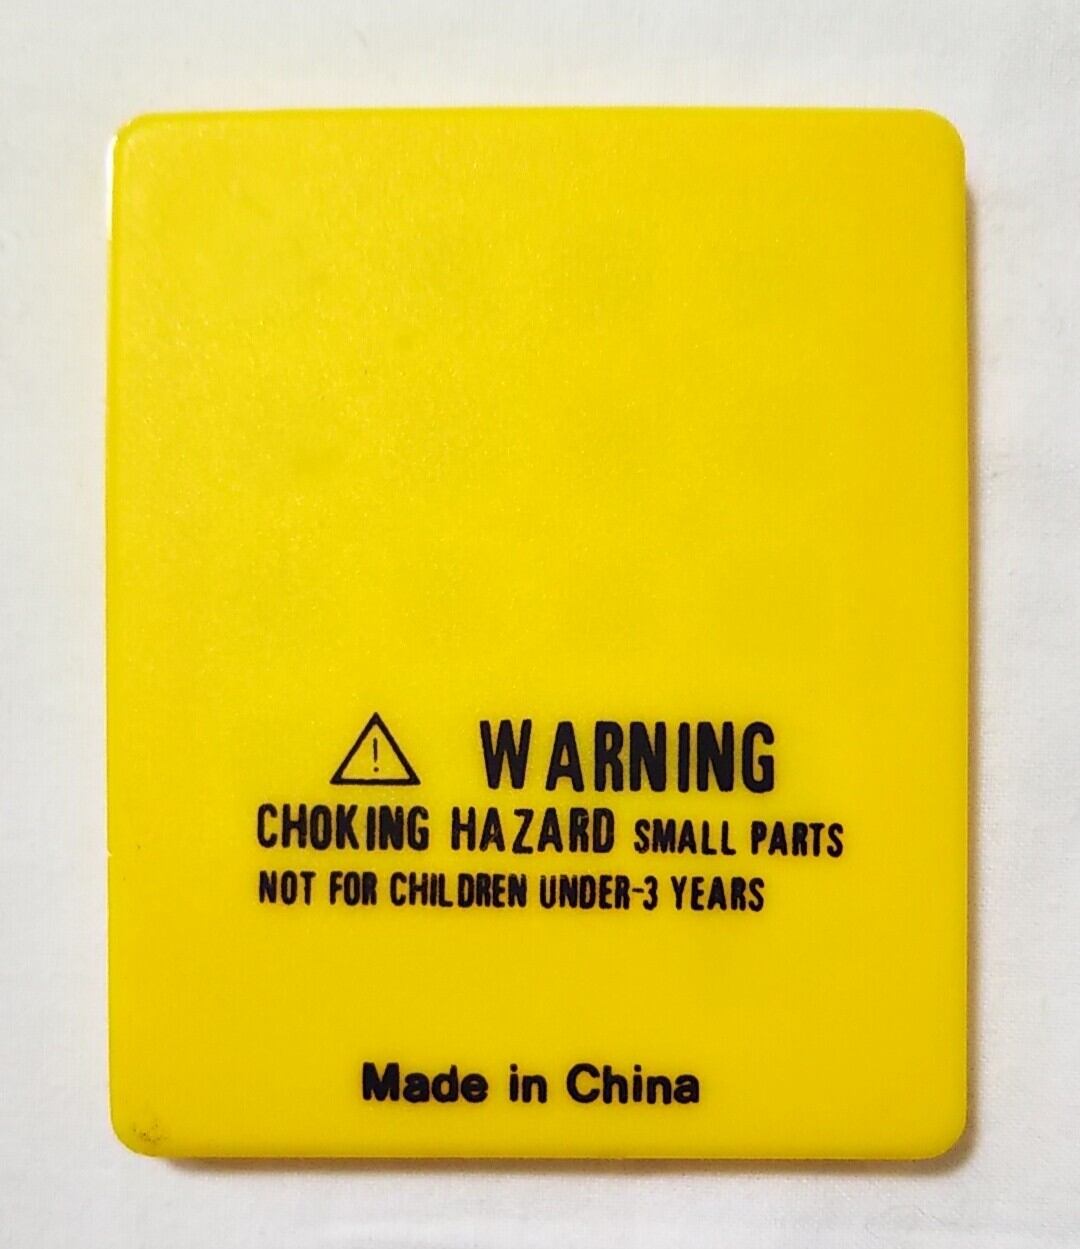 WARNING
CHOKING HAZARD SMALL PARTS
NOT FOR CHILDREN UNDER-3 YEARS
Made in China